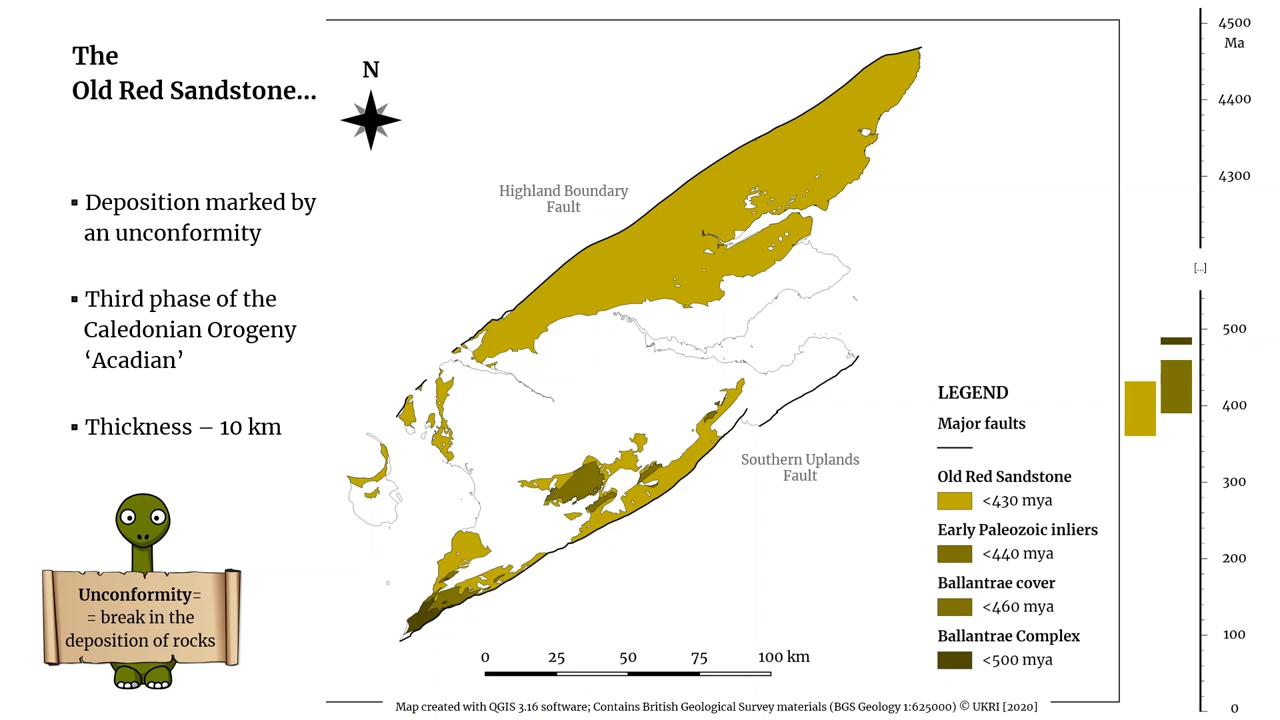 The
Old Red Sandstone...
▪ Deposition marked by
an unconformity
▪ Third phase of the
Caledonian Orogeny
‘Acadian’
▪ Thickness – 10 km
Unconformity=
= break in the
deposition of rocks
N
Highland Boundary
Fault
Southern Uplands
Fault
LEGEND
Major faults
Old Red Sandstone
<430 mya
Early Paleozoic inliers
<440 mya
Ballantrae cover
<460 mya
Ballantrae Complex
<500 mya
0 25 50 75 100 km
Map created with QGIS 3.16 software; Contains British Geological Survey materials (BGS Geology 1:625000) © UKRI [2020]
4500
Ma
4400
4300
[...]
500
400
300
200
100
0